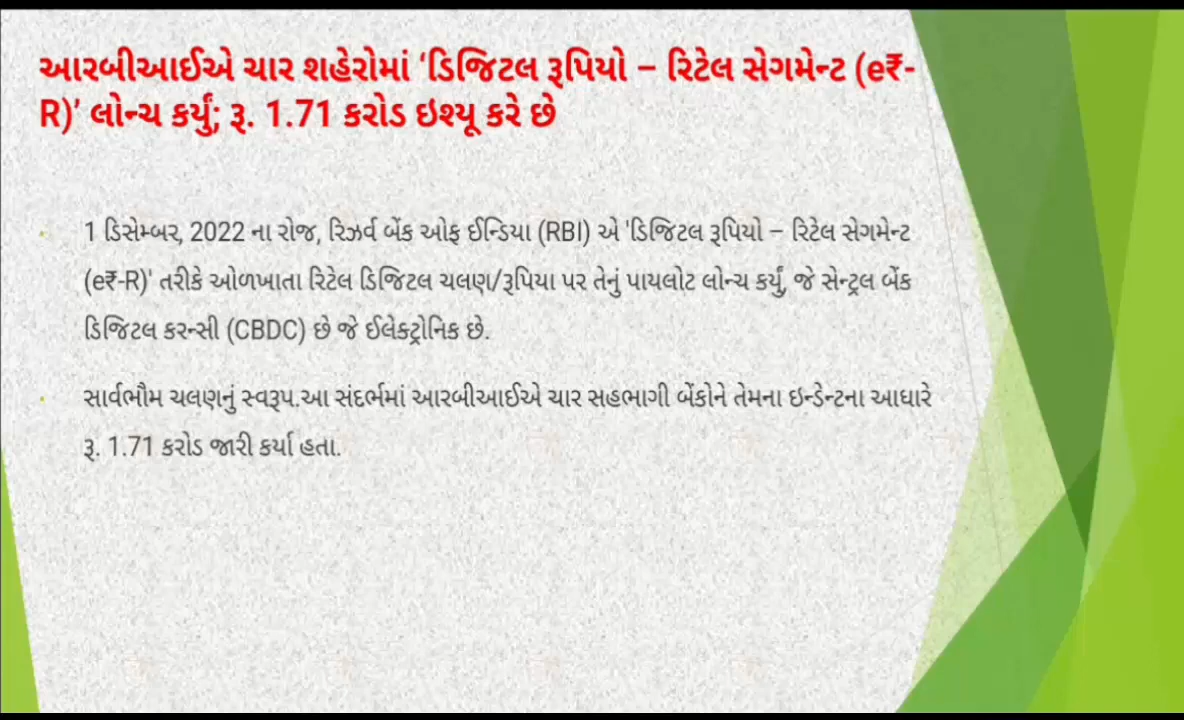 આરબીઆઈએ ચાર શહેરોમાં 'ડિજિટલ રૂપિયો – રિટેલ સેગમેન્ટ (e₹-
R)' લોન્ચ કર્યું; રૂ. 1.71 કરોડ ઇશ્યૂ કરે છે
1 ડિસેમ્બર, 2022 ના રોજ, રિઝર્વ બેંક ઓફ ઈન્ડિયા (RBI) એ 'ડિજિટલ રૂપિયો – રિટેલ સેગમેન્ટ
(e₹-R)' તરીકે ઓળખાતા રિટેલ ડિજિટલ ચલણ/રૂપિયા પર તેનું પાયલોટ લોન્ચ કર્યું, જે સેન્ટ્રલ બેંક
ડિજિટલ કરન્સી (CBDC) છે જે ઈલેક્ટ્રોનિક છે.
સાર્વભૌમ ચલણનું સ્વરૂપ.આ સંદર્ભમાં આરબીઆઈએ ચાર સહભાગી બેંકોને તેમના ઇન્ડેન્ટના આધારે
રૂ. 1.71 કરોડ જારી કર્યા હતા.